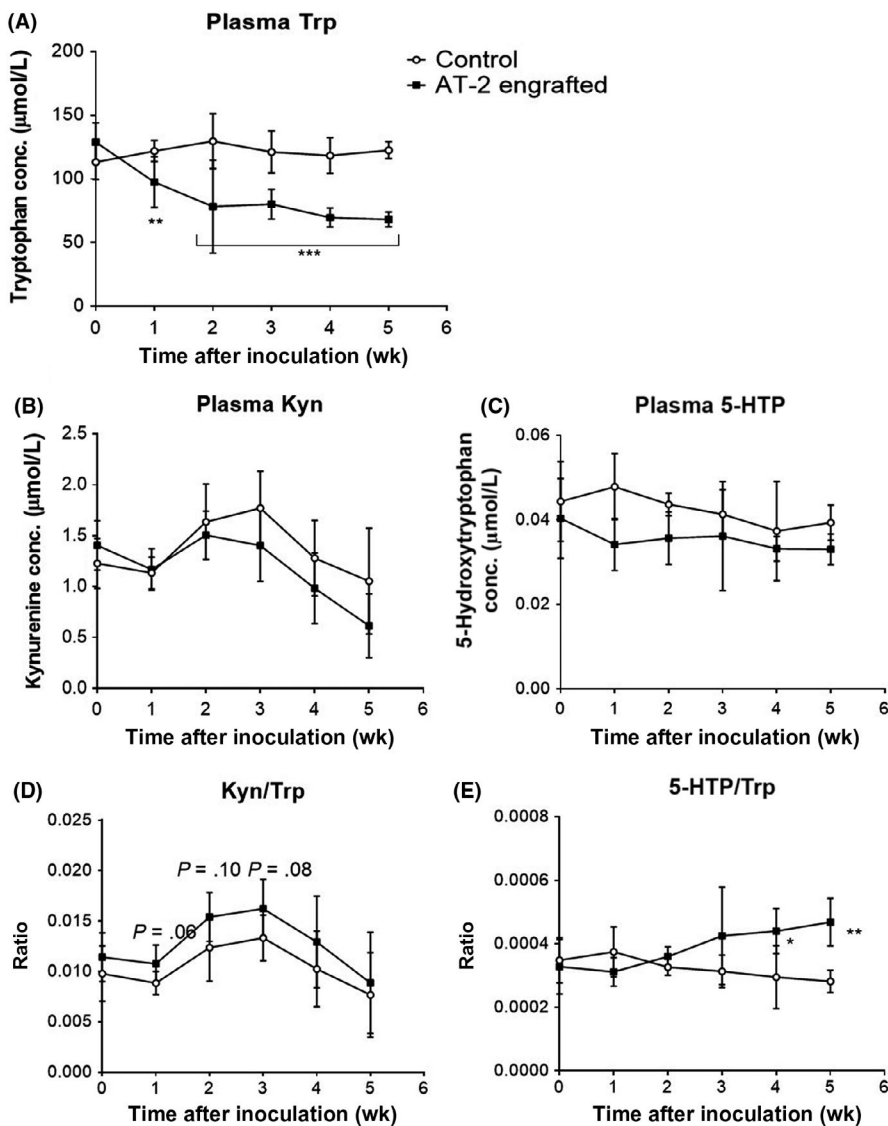 (A) Plasma Trp
Control
AT-2 engrafted
Tryptophan conc. (μmol/L)
200
150
100
50
0
**
***
0 1 2 3 4 5 6
Time after inoculation (wk)
(B) Plasma Kyn
Kynurenine conc. (μmol/L)
2.5
2.0
1.5
1.0
0.5
0.0
0 1 2 3 4 5 6
Time after inoculation (wk)
(C) Plasma 5-HTP
5-Hydroxytryptophan
conc. (μmol/L)
0.06
0.04
0.02
0.00
0 1 2 3 4 5 6
Time after inoculation (wk)
(D) Kyn/Trp
Ratio
0.025
0.020
0.015
0.010
0.005
0.000
P = .06
P = .10 P = .08
0 1 2 3 4 5 6
Time after inoculation (wk)
(E) 5-HTP/Trp
Ratio
0.0008
0.0006
0.0004
0.0002
0.0000
*
**
0 1 2 3 4 5 6
Time after inoculation (wk)